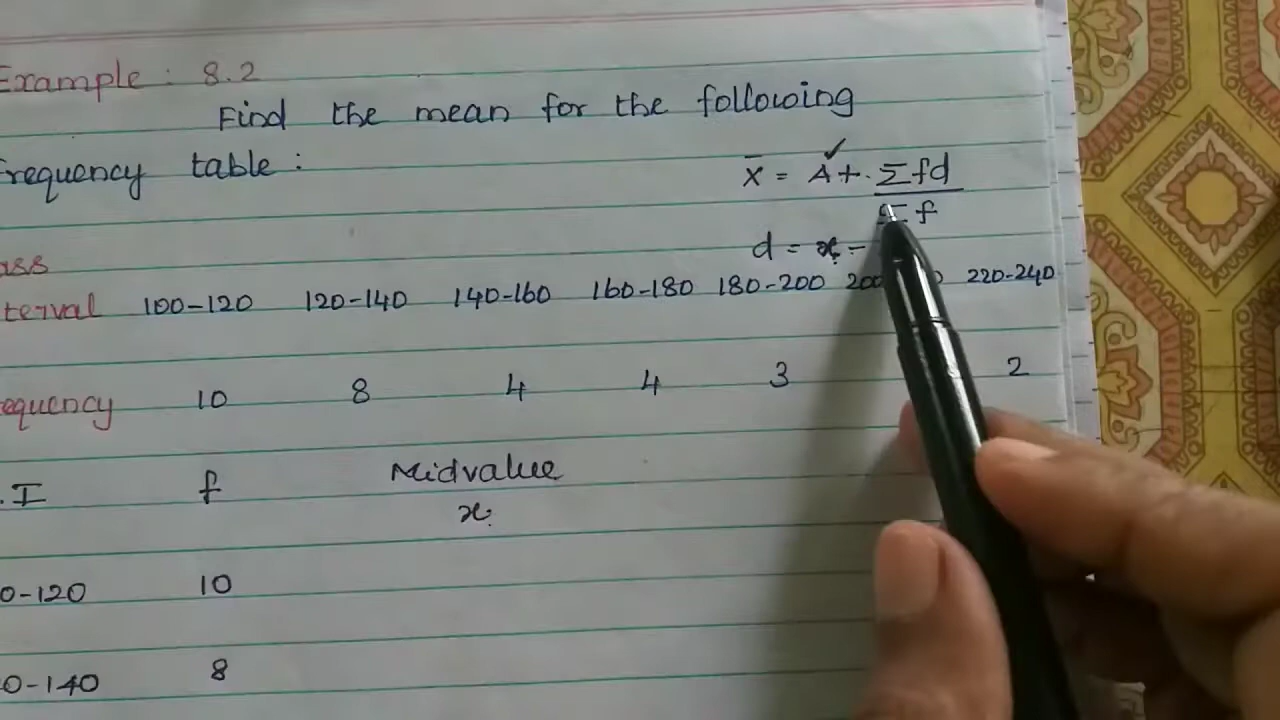 Example: 8.2
Find the mean for the following
frequency table:
x̄ = A + Σfd
Σf
d = x -
terval 100-120 120-140 140-160 160-180 180-200 200 0 220-240
equency 10 8 4 4 3 2
.I f Midvalue
x
0-120 10
0-140 8